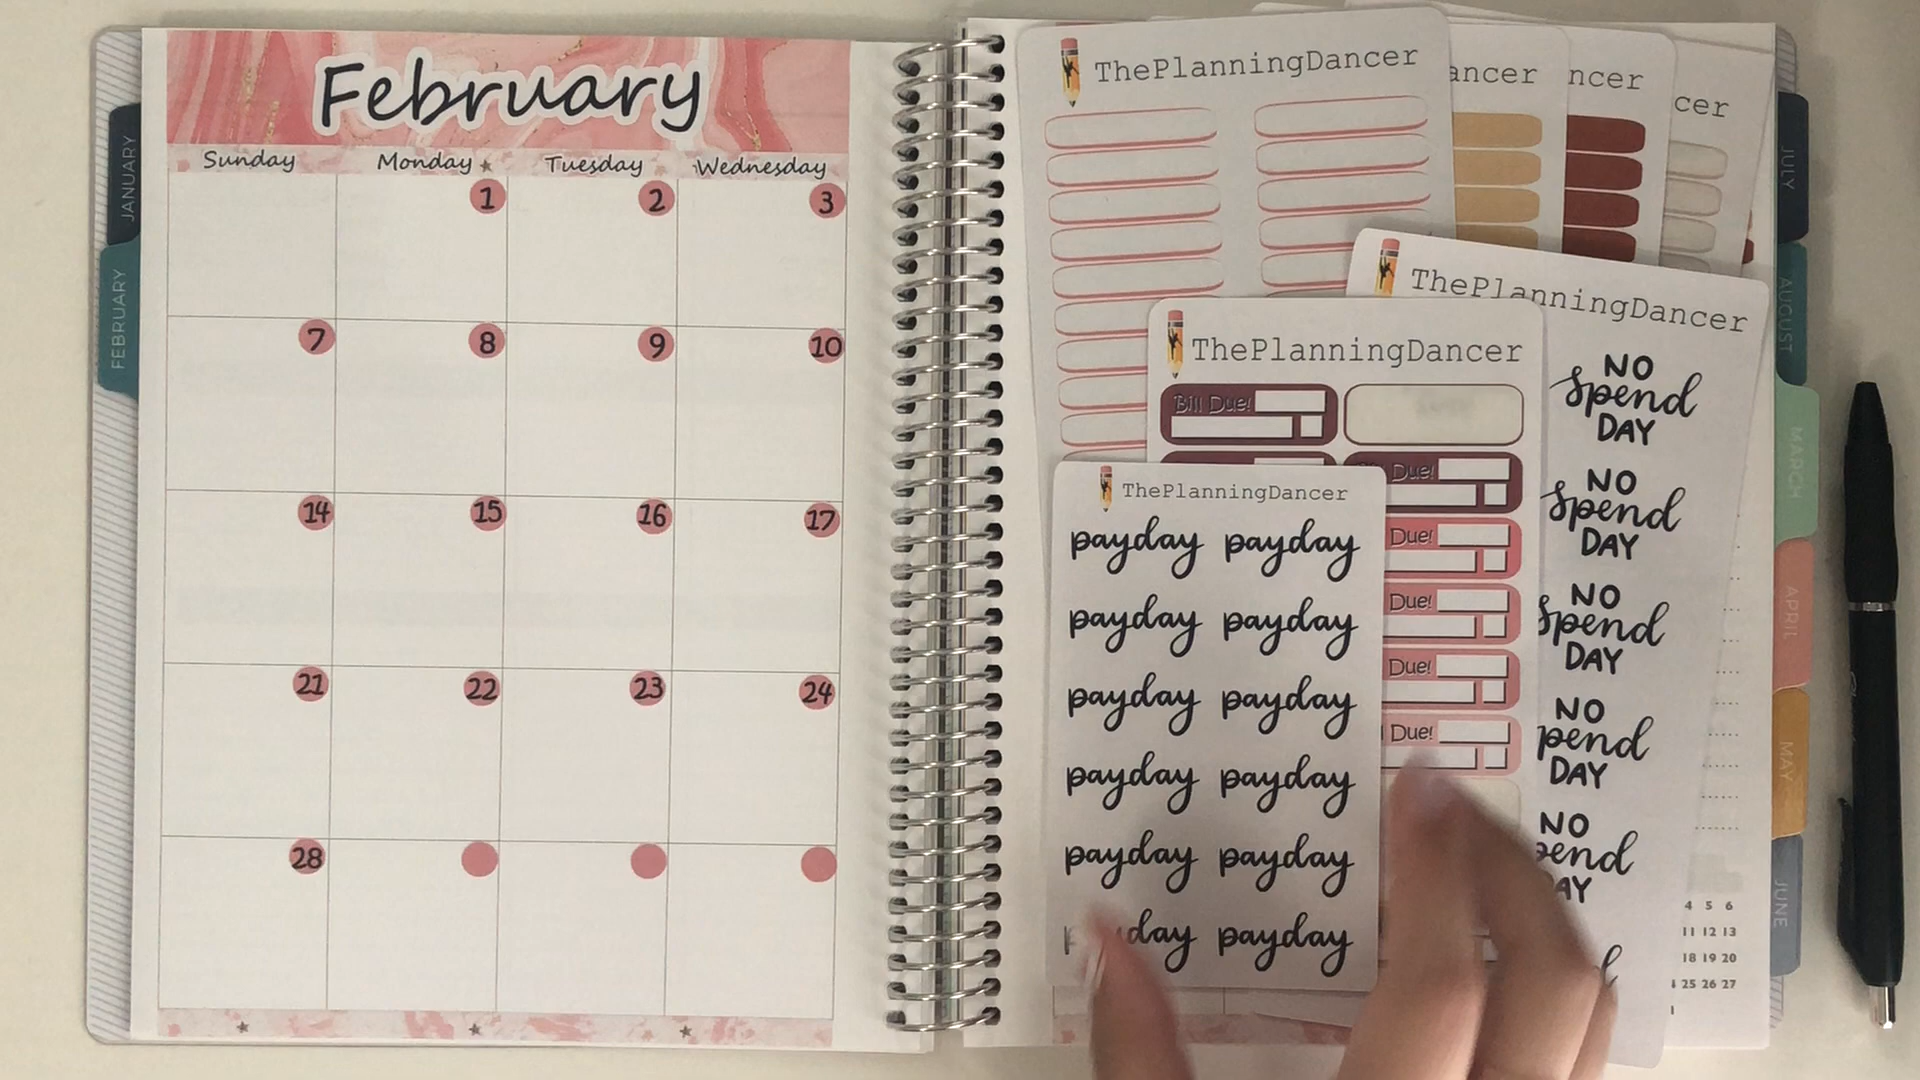 February
Sunday Monday Tuesday Wednesday
1 2 3
7 8 9 10
14 15 16 17
21 22 23 24
28
JANUARY
FEBRUARY
ThePlanningDancer
ancer
ncer
cer
ThePlanningDancer
NO
Spend
DAY
NO
Spend
DAY
NO
Spend
DAY
NO
pend
DAY
NO
pend
AY
ThePlanningDancer
Bill Due!
Due!
Due!
Due!
Due!
Due!
ThePlanningDancer
payday payday
payday payday
payday payday
payday payday
payday payday
payday payday
4 5 6
11 12 13
18 19 20
25 26 27
JULY
AUGUST
MARCH
APRIL
MAY
JUNE